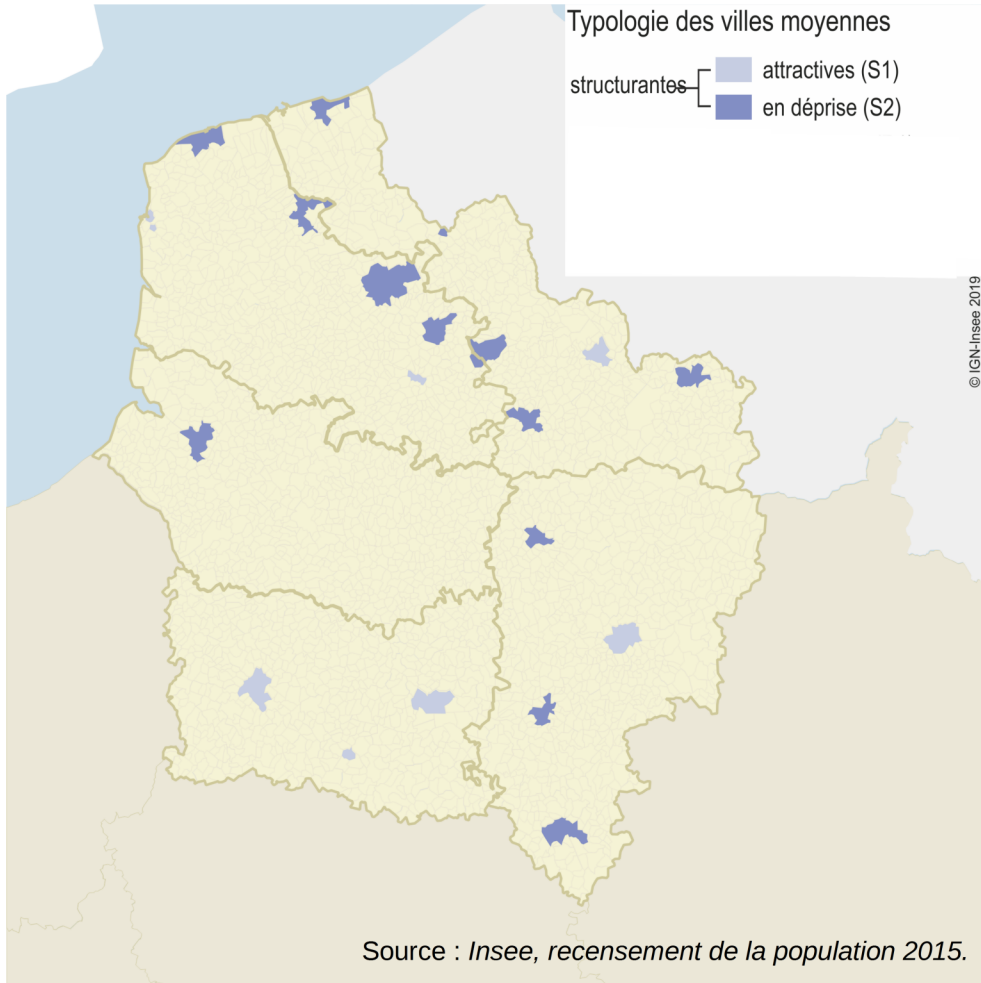 Typologie des villes moyennes
structurantes
attractives (S1)
en déprise (S2)
© IGN-Insee 2019
Source : Insee, recensement de la population 2015.